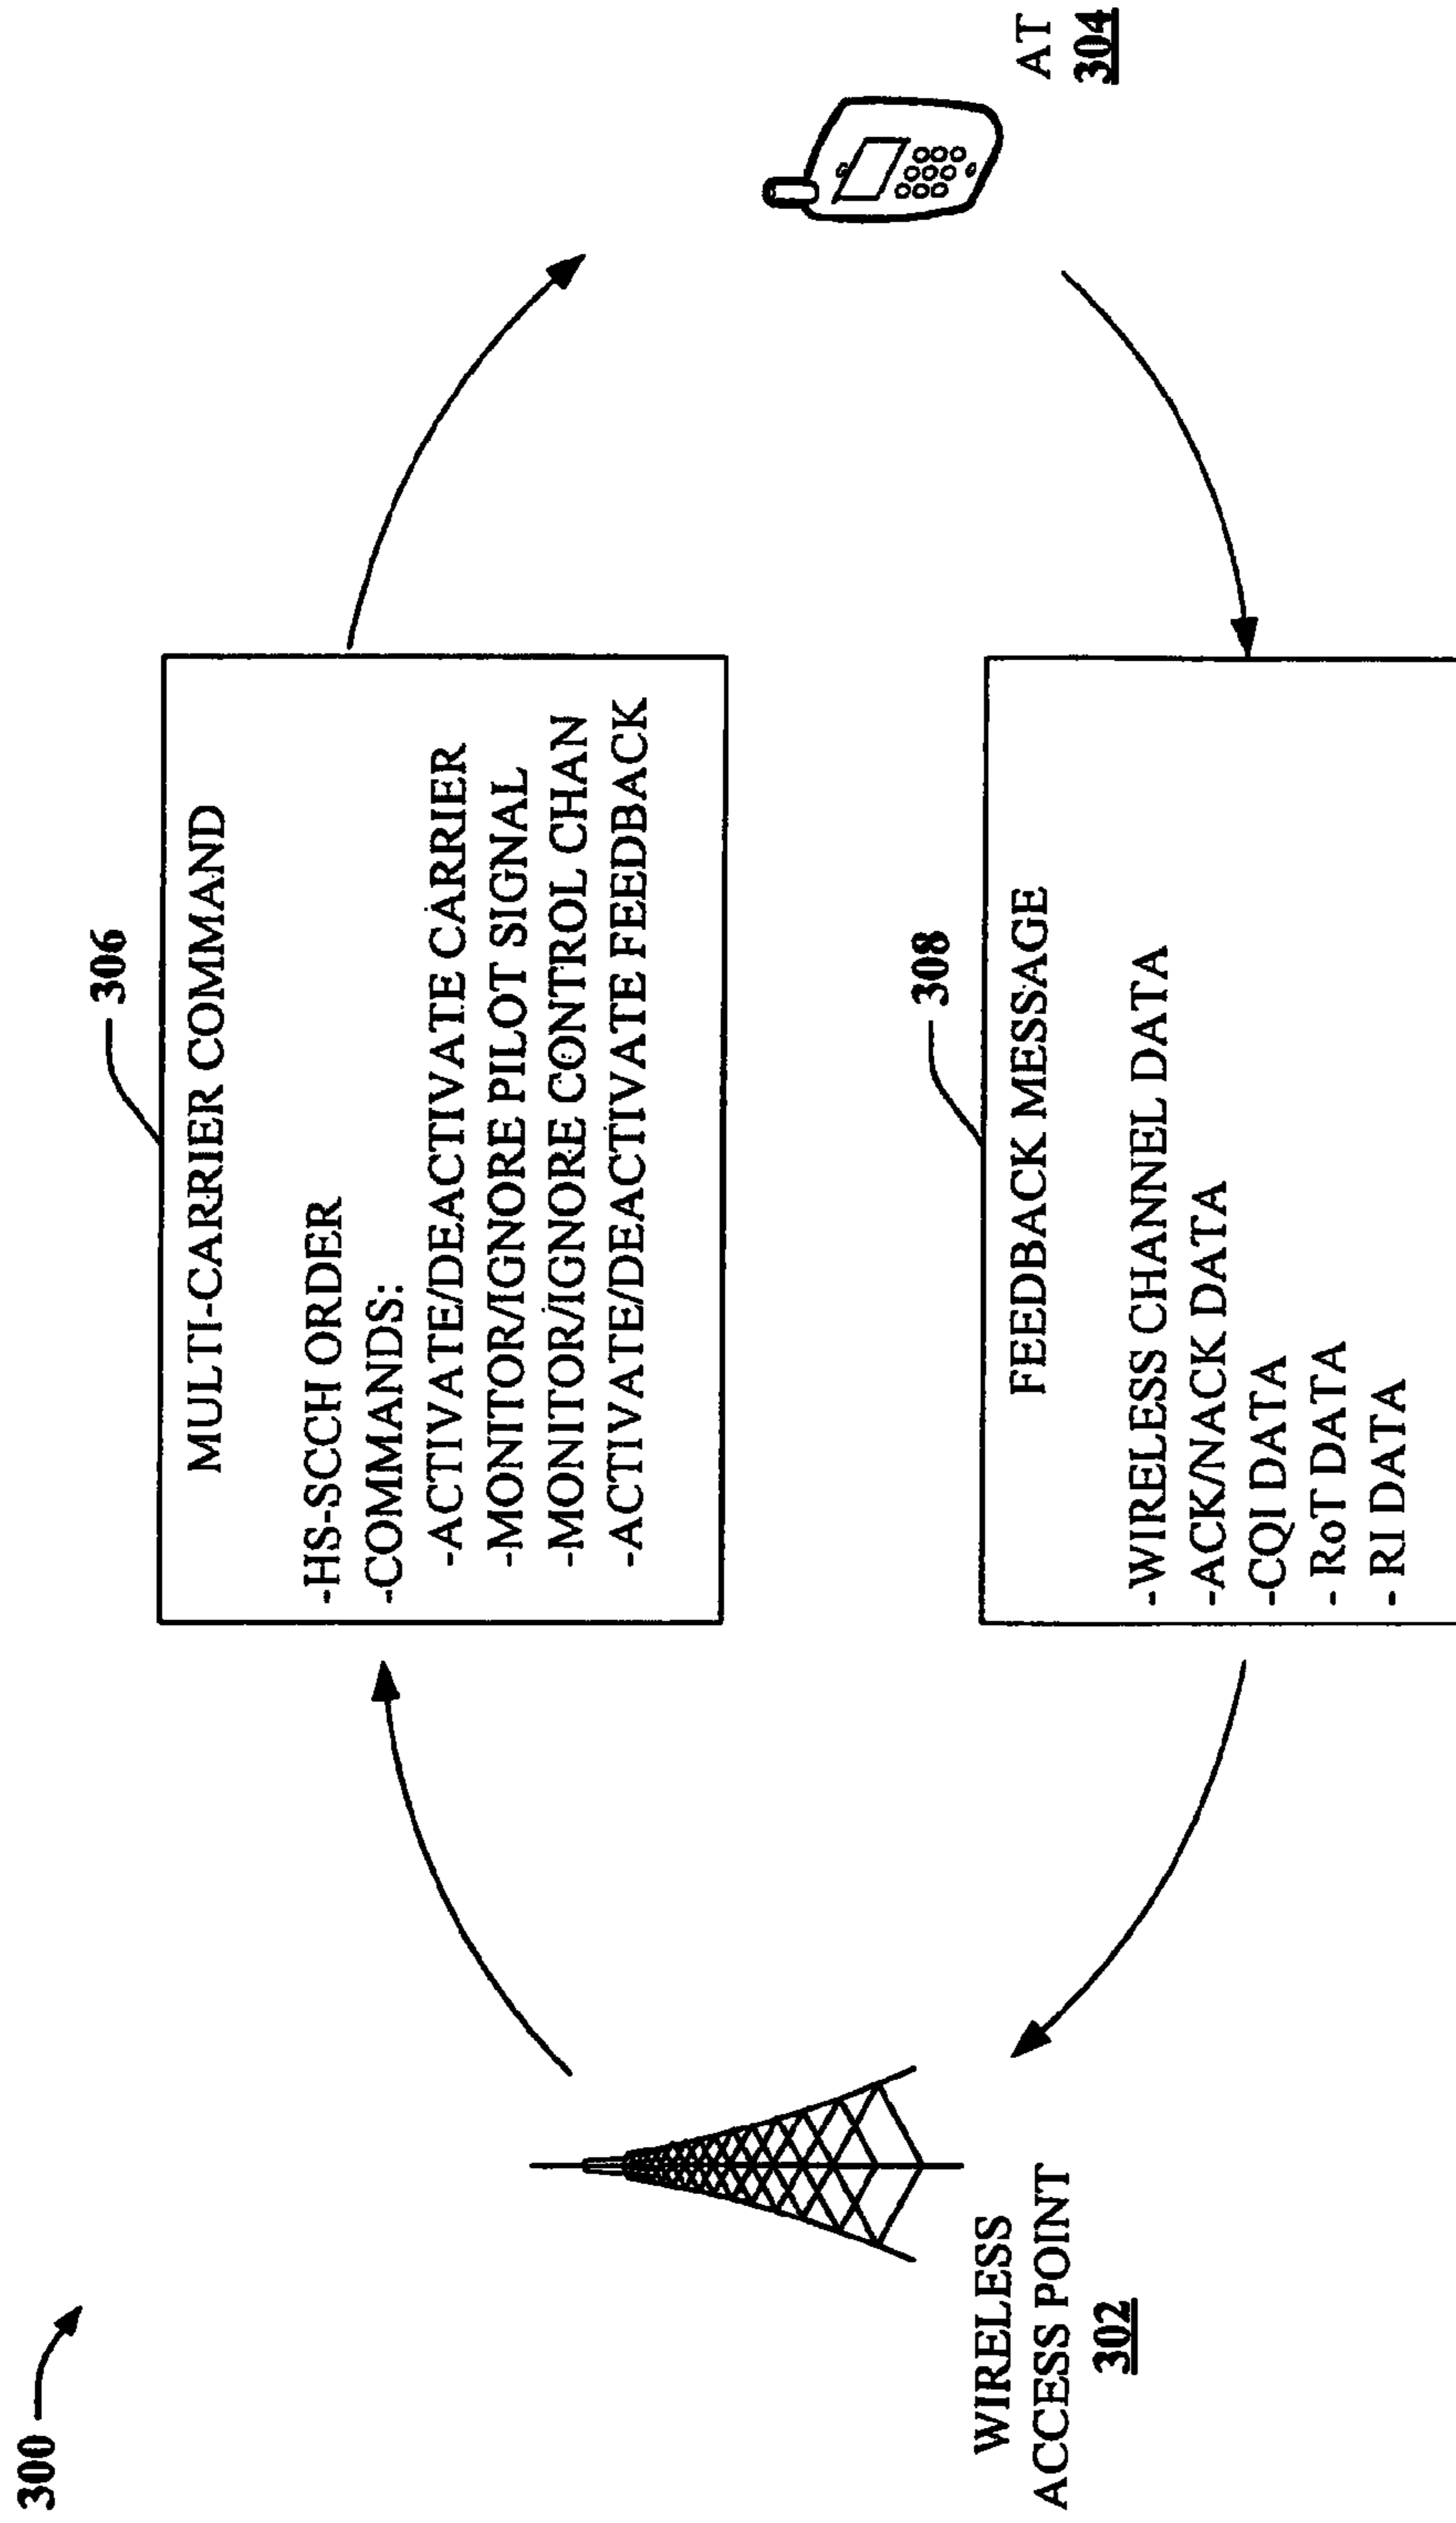 300
306
MULTI-CARRIER COMMAND
-HS-SCCH ORDER
-COMMANDS:
-ACTIVATE/DEACTIVATE CARRIER
-MONITOR/IGNORE PILOT SIGNAL
-MONITOR/IGNORE CONTROL CHAN
-ACTIVATE/DEACTIVATE FEEDBACK
WIRELESS
ACCESS POINT
302
AT
304
308
FEEDBACK MESSAGE
-WIRELESS CHANNEL DATA
-ACK/NACK DATA
-CQI DATA
- RoT DATA
- RI DATA